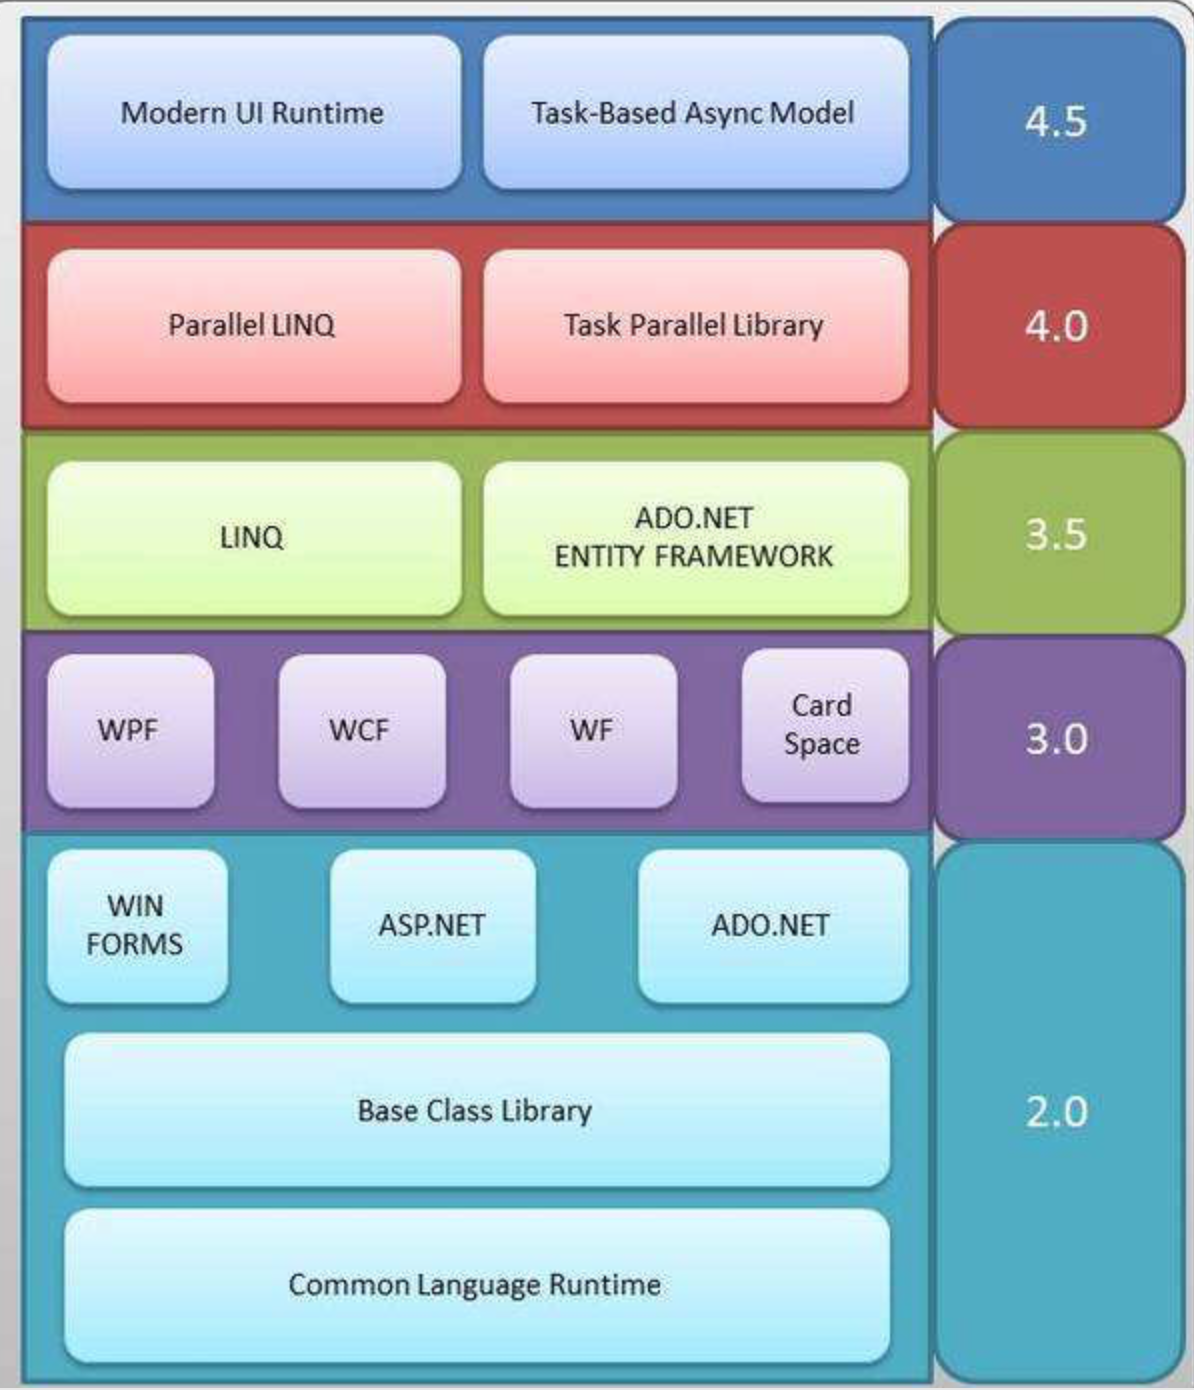 Modern UI Runtime
Task-Based Async Model
4.5
Parallel LINQ
Task Parallel Library
4.0
LINQ
ADO.NET
ENTITY FRAMEWORK
3.5
WPF
WCF
WF
Card
Space
3.0
WIN
FORMS
ASP.NET
ADO.NET
Base Class Library
2.0
Common Language Runtime